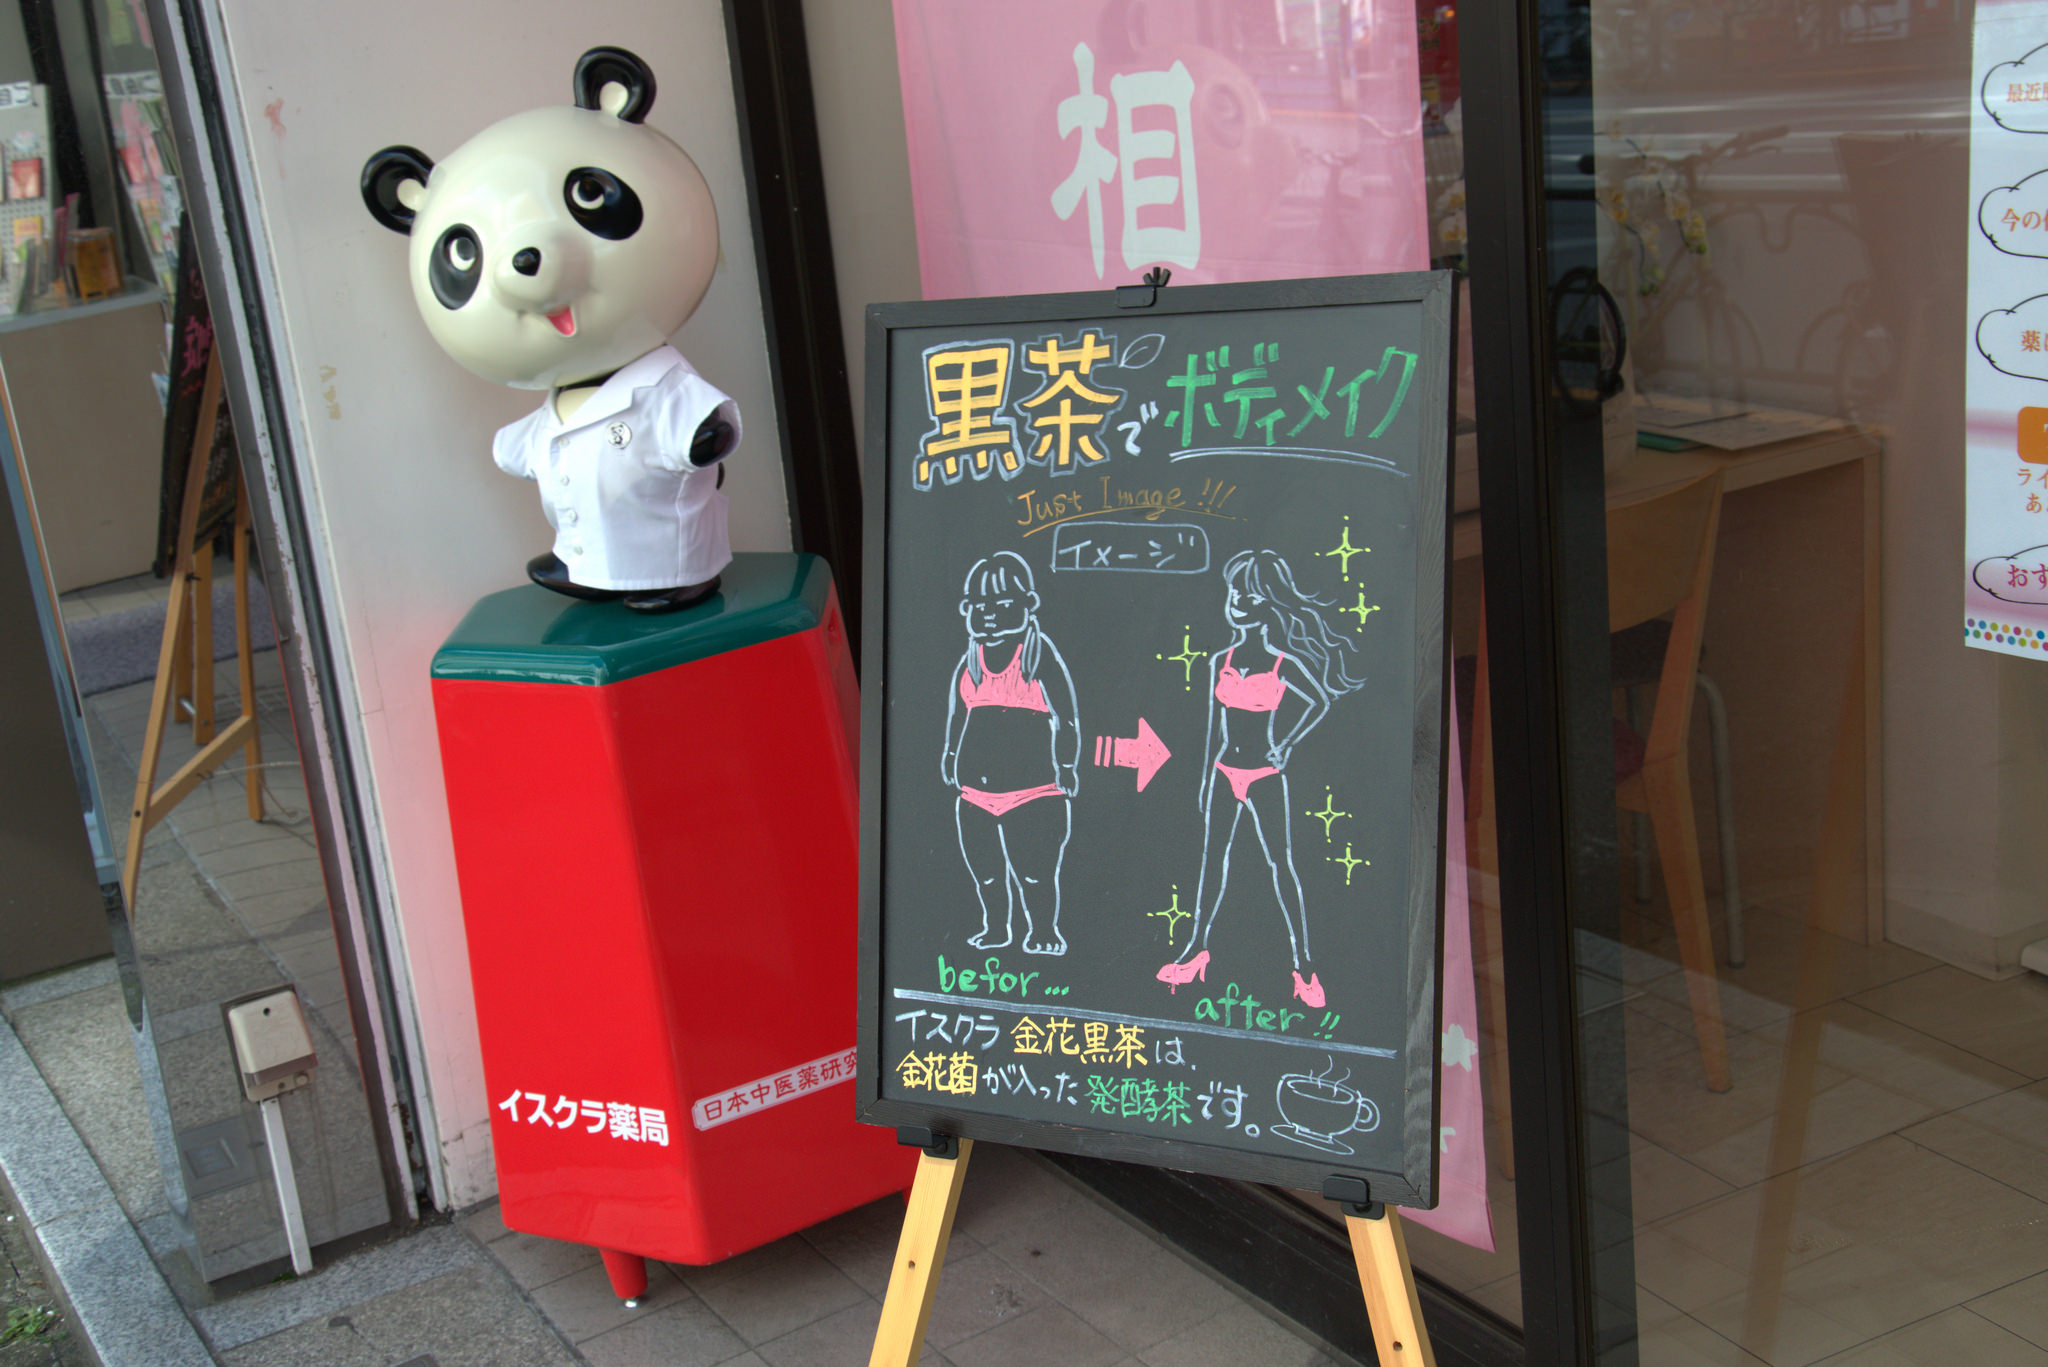 相
黒茶でボディメイク
Just Image!!!
イメージ
befor...
after!!
イスクラ 金花黒茶は、
金花菌が入った発酵茶です。
イスクラ薬局
日本中医薬研究
最近
今の
薬
ライ
あ
おす